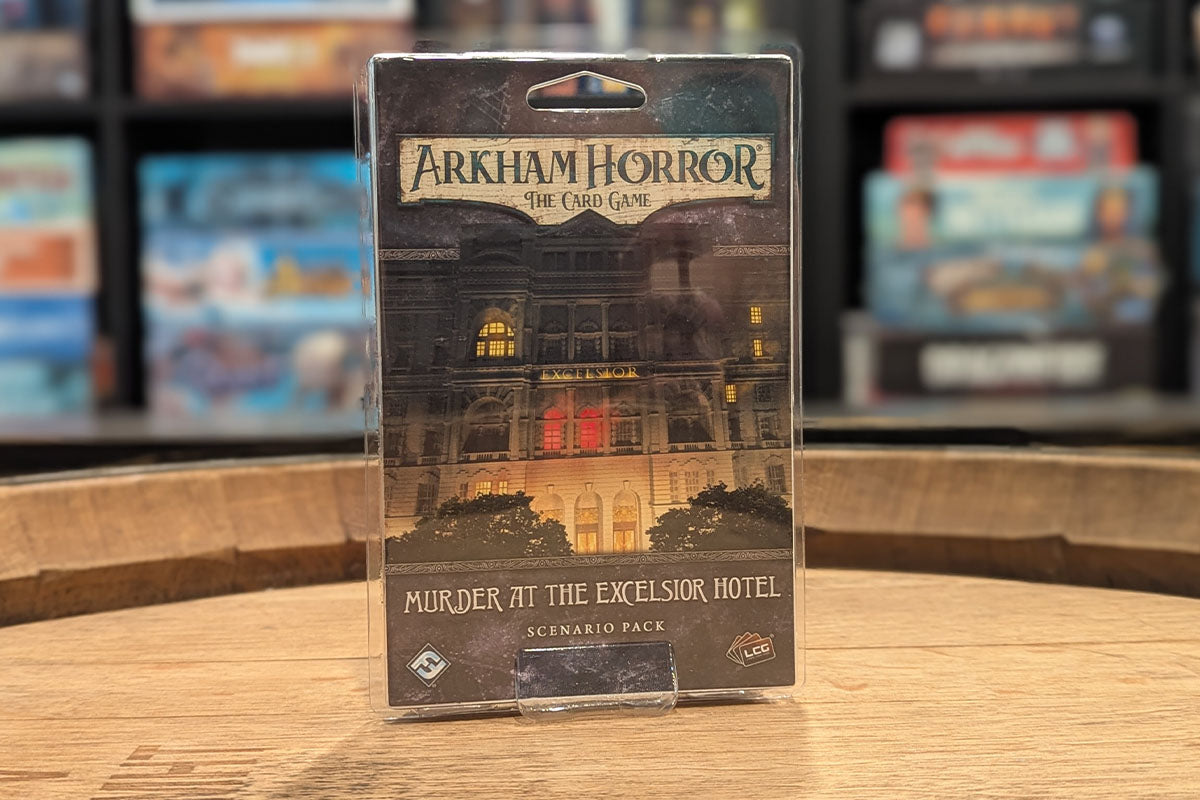 ARKHAM HORROR®
THE CARD GAME
EXCELSIOR
MURDER AT THE EXCELSIOR HOTEL
SCENARIO PACK
LCG